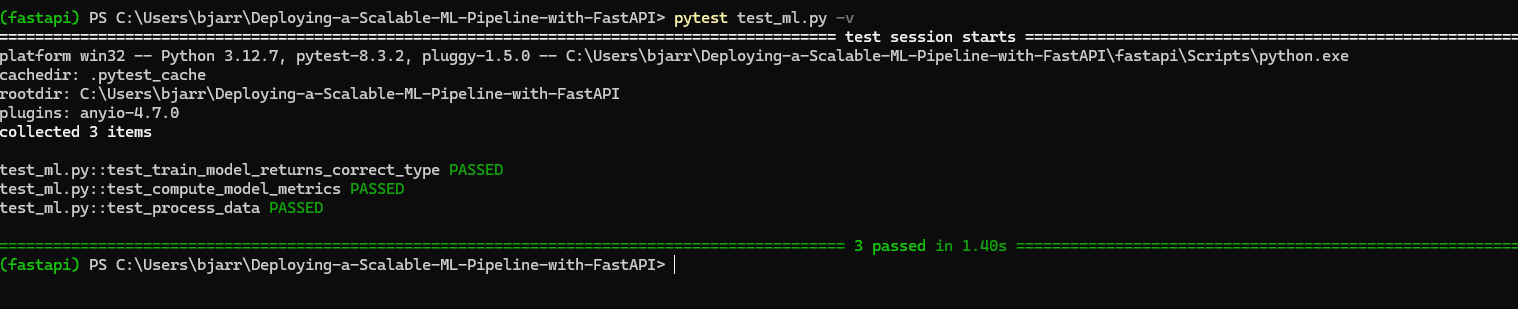 (fastapi) PS C:\Users\bjarr\Deploying-a-Scalable-ML-Pipeline-with-FastAPI> pytest test_ml.py -v
============================================================================================= test session starts =======================================================
platform win32 -- Python 3.12.7, pytest-8.3.2, pluggy-1.5.0 -- C:\Users\bjarr\Deploying-a-Scalable-ML-Pipeline-with-FastAPI\fastapi\Scripts\python.exe
cachedir: .pytest_cache
rootdir: C:\Users\bjarr\Deploying-a-Scalable-ML-Pipeline-with-FastAPI
plugins: anyio-4.7.0
collected 3 items

test_ml.py::test_train_model_returns_correct_type PASSED
test_ml.py::test_compute_model_metrics PASSED
test_ml.py::test_process_data PASSED

============================================================================================== 3 passed in 1.40s ========================================================
(fastapi) PS C:\Users\bjarr\Deploying-a-Scalable-ML-Pipeline-with-FastAPI>